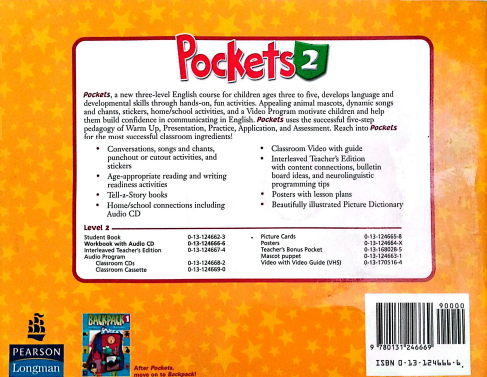 Pockets 2
Pockets, a new three-level English course for children ages three to five, develops language and
developmental skills through hands-on, fun activities. Appealing animal mascots, dynamic songs
and chants, stickers, home/school activities, and a Video Program motivate children and help
them build confidence in communicating in English. Pockets uses the successful five-step
pedagogy of Warm Up, Presentation, Practice, Application, and Assessment. Reach into Pockets
for the most successful classroom ingredients!
• Conversations, songs and chants,
punchout or cutout activities, and
stickers
• Age-appropriate reading and writing
readiness activities
• Tell-a-Story books
• Home/school connections including
Audio CD
• Classroom Video with guide
• Interleaved Teacher's Edition
with content connections, bulletin
board ideas, and neurolinguistic
programming tips
• Posters with lesson plans
• Beautifully illustrated Picture Dictionary
Level 2
Student Book 0-13-124662-3
Workbook with Audio CD 0-13-124666-6
Interleaved Teacher's Edition 0-13-124667-4
Audio Program
Classroom CDs 0-13-124668-2
Classroom Cassette 0-13-124669-0
Picture Cards 0-13-124665-8
Posters 0-13-124664-X
Teacher's Bonus Pocket 0-13-168028-5
Mascot puppet 0-13-124663-1
Video with Video Guide (VHS) 0-13-170516-4
PEARSON
Longman
BACKPACK 1
After Pockets,
move on to Backpack!
90000
9 780131 246669
ISBN 0-13-124666-6